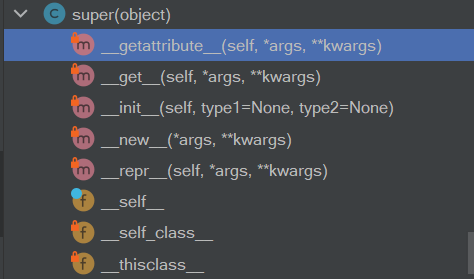 super(object)
__getattribute__(self, *args, **kwargs)
__get__(self, *args, **kwargs)
__init__(self, type1=None, type2=None)
__new__(*args, **kwargs)
__repr__(self, *args, **kwargs)
__self__
__self_class__
__thisclass__